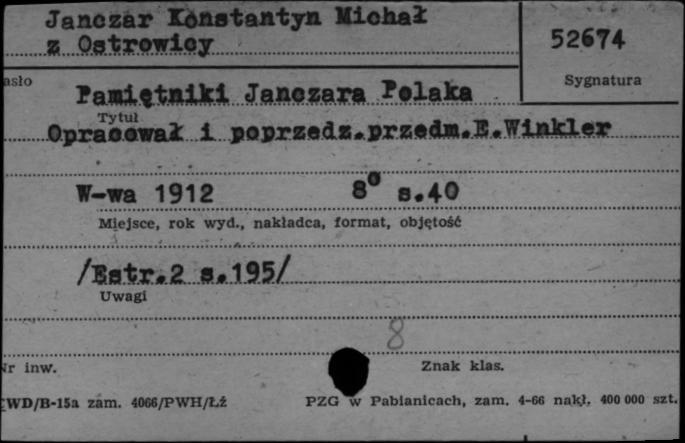 Janczar Konstantyn Michał
z Ostrowicy
52674
asło
Sygnatura
Pamiętniki Janczara Polaka
Tytuł
Opracował i poprzedz.przedm.E.Winkler
W-wa 1912 8° s.40
Miejsce, rok wyd., nakładca, format, objętość
/Estr.2 s.195/
Uwagi
8
Nr inw.
Znak klas.
WD/B-15a zam. 4066/PWH/Łź
PZG w Pabianicach, zam. 4-66 nakł. 400 000 szt.